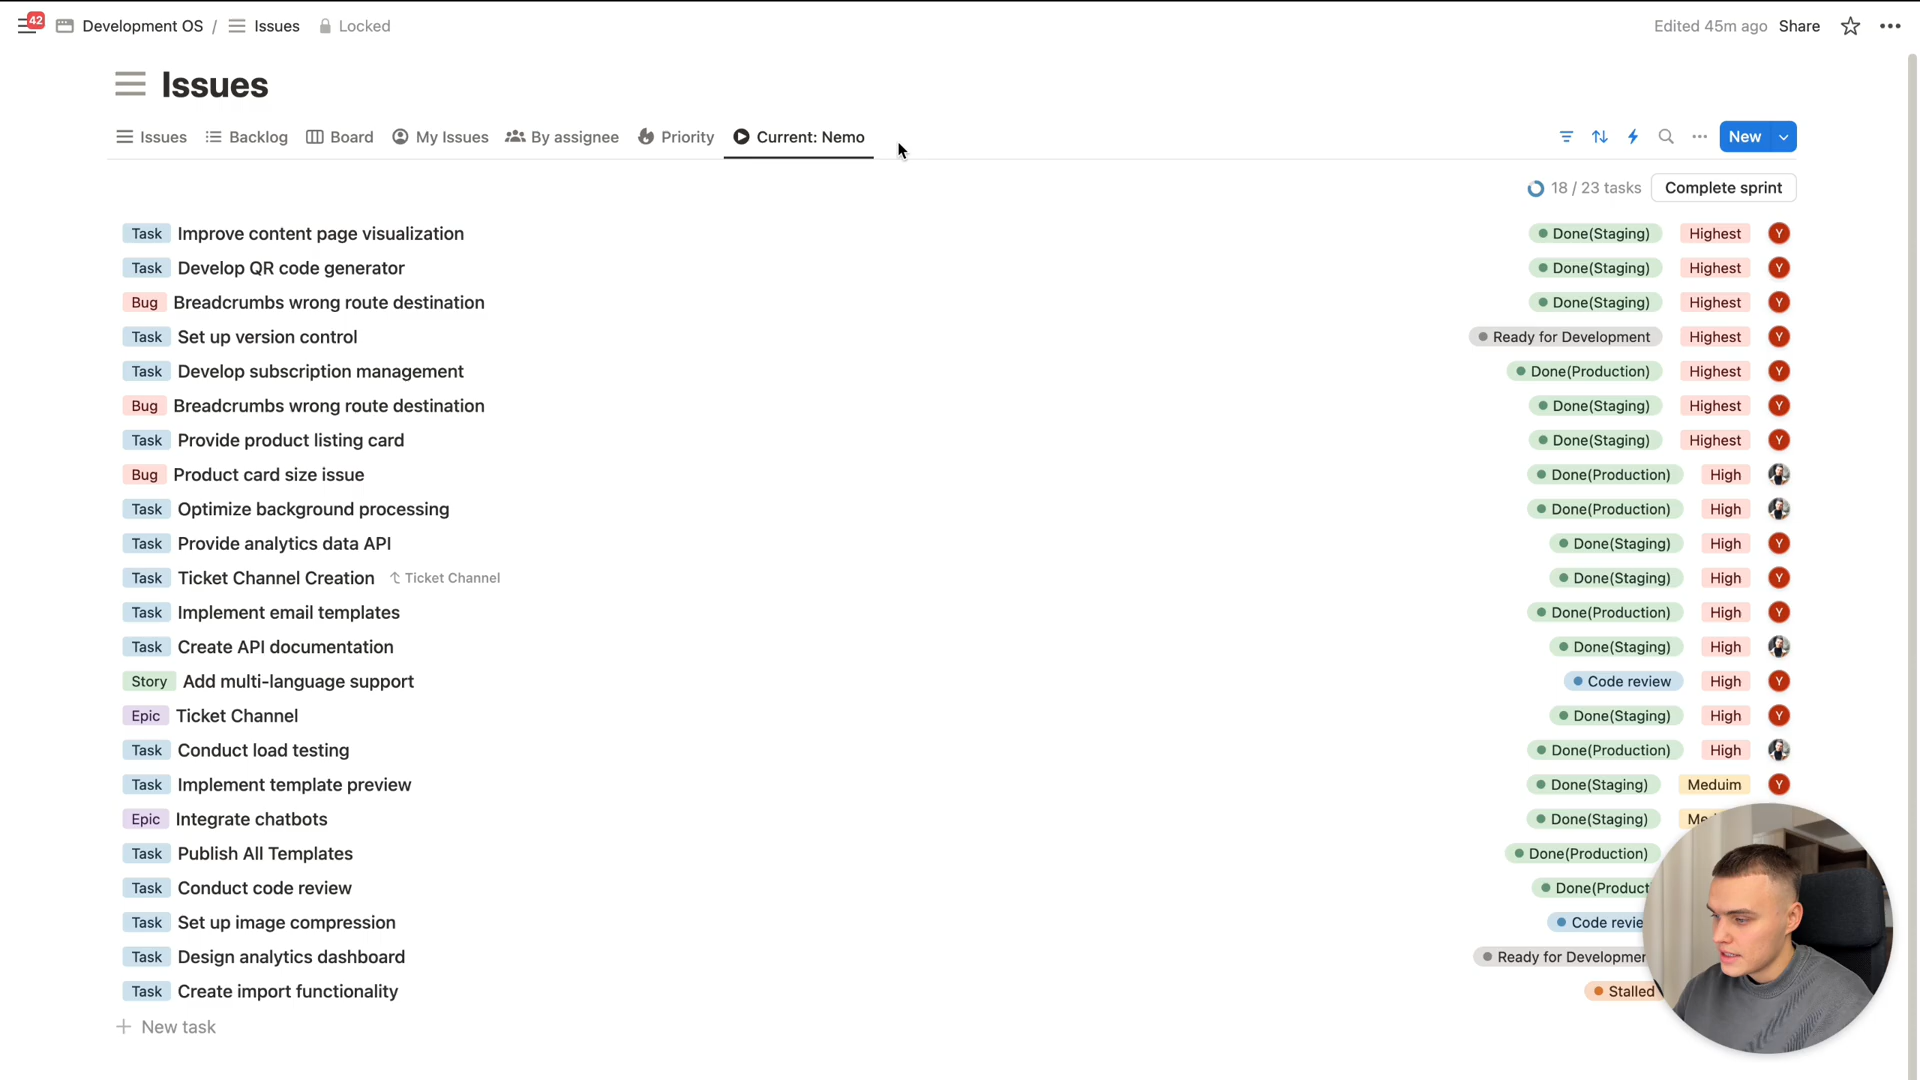 42 Development OS / Issues Locked Edited 45m ago Share
Issues
Issues Backlog Board My Issues By assignee Priority Current: Nemo New
18 / 23 tasks Complete sprint
Task Improve content page visualization Done(Staging) Highest Y
Task Develop QR code generator Done(Staging) Highest Y
Bug Breadcrumbs wrong route destination Done(Staging) Highest Y
Task Set up version control Ready for Development Highest Y
Task Develop subscription management Done(Production) Highest Y
Bug Breadcrumbs wrong route destination Done(Staging) Highest Y
Task Provide product listing card Done(Staging) Highest Y
Bug Product card size issue Done(Production) High
Task Optimize background processing Done(Production) High
Task Provide analytics data API Done(Staging) High Y
Task Ticket Channel Creation Ticket Channel Done(Staging) High Y
Task Implement email templates Done(Production) High Y
Task Create API documentation Done(Staging) High
Story Add multi-language support Code review High Y
Epic Ticket Channel Done(Staging) High Y
Task Conduct load testing Done(Production) High
Task Implement template preview Done(Staging) Meduim Y
Epic Integrate chatbots Done(Staging)
Task Publish All Templates Done(Production)
Task Conduct code review Done(Product
Task Set up image compression Code revie
Task Design analytics dashboard Ready for Developmen
Task Create import functionality Stalled
New task